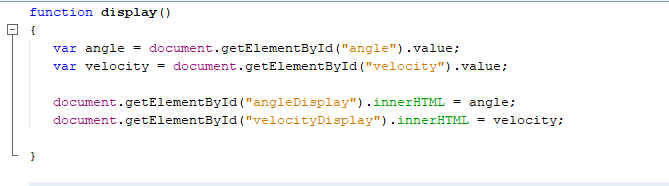 function display()
{
var angle = document.getElementById("angle").value;
var velocity = document.getElementById("velocity").value;
document.getElementById("angleDisplay").innerHTML = angle;
document.getElementById("velocityDisplay").innerHTML = velocity;
}